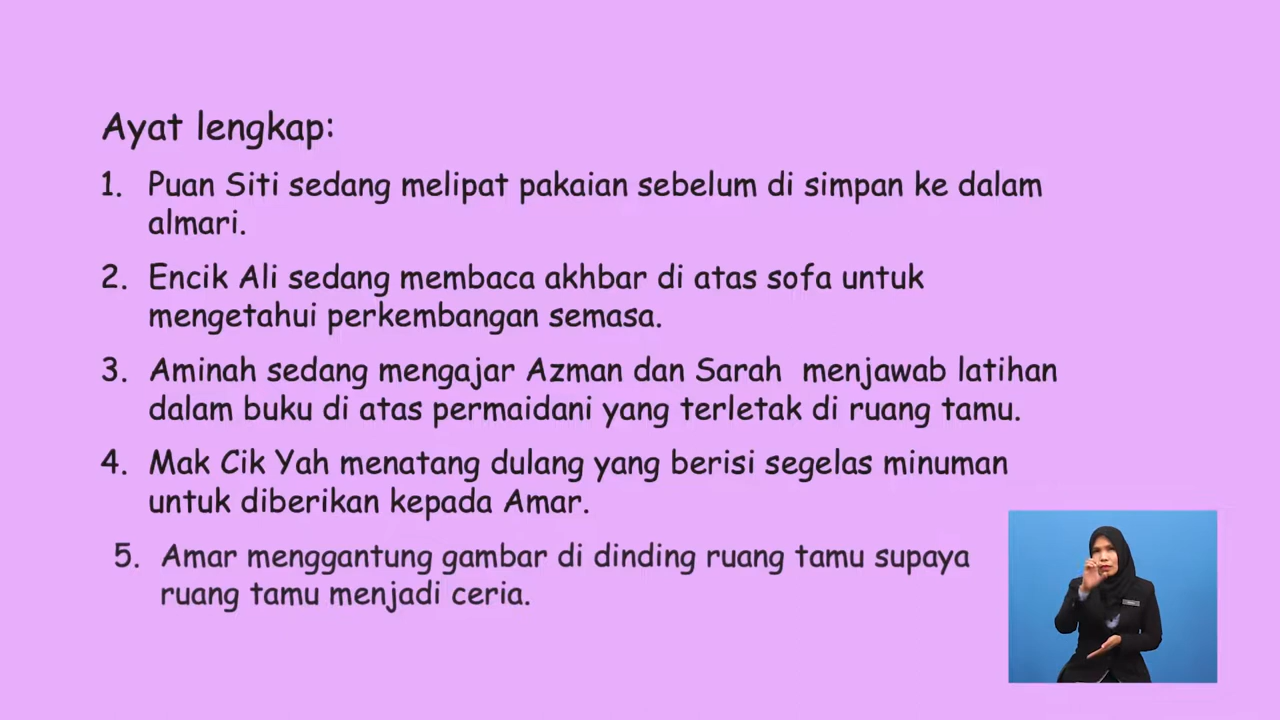 Ayat lengkap:
1. Puan Siti sedang melipat pakaian sebelum di simpan ke dalam
almari.
2. Encik Ali sedang membaca akhbar di atas sofa untuk
mengetahui perkembangan semasa.
3. Aminah sedang mengajar Azman dan Sarah menjawab latihan
dalam buku di atas permaidani yang terletak di ruang tamu.
4. Mak Cik Yah menatang dulang yang berisi segelas minuman
untuk diberikan kepada Amar.
5. Amar menggantung gambar di dinding ruang tamu supaya
ruang tamu menjadi ceria.